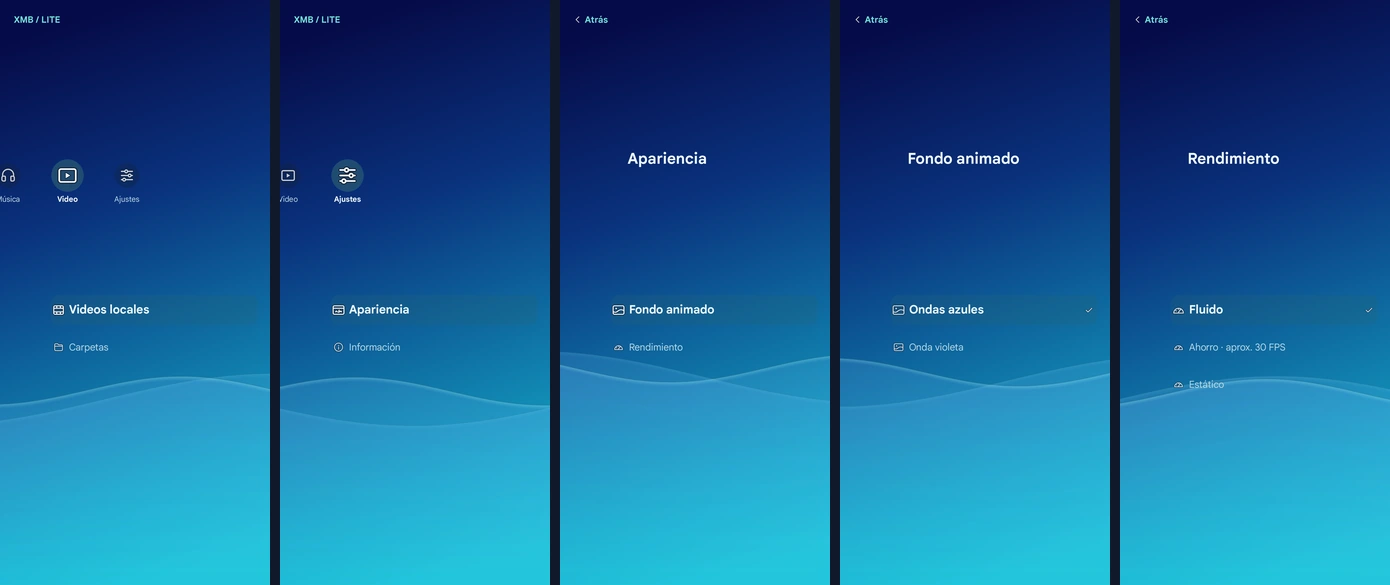 XMB / LITE
Música
Video
Ajustes
Videos locales
Carpetas
XMB / LITE
Video
Ajustes
Apariencia
Información
Atrás
Apariencia
Fondo animado
Rendimiento
Atrás
Fondo animado
Ondas azules
Onda violeta
Atrás
Rendimiento
Fluido
Ahorro · aprox. 30 FPS
Estático